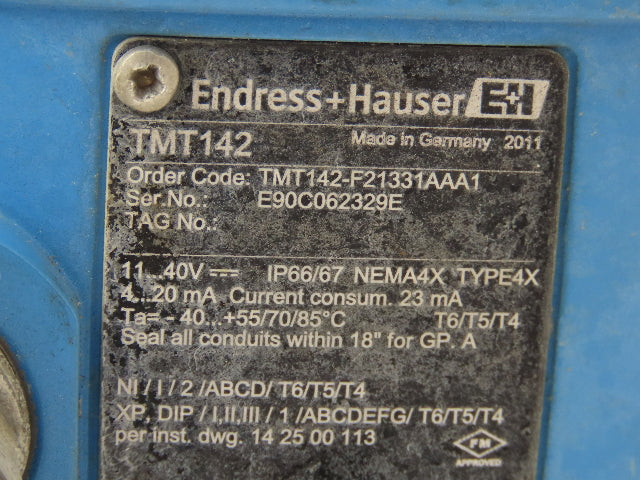 Endress+Hauser E+H
TMT142 Made in Germany 2011
Order Code: TMT142-F21331AAA1
Ser.No.: E90C062329E
TAG No.:
11...40V IP66/67 NEMA4X TYPE4X
4...20 mA Current consum. 23 mA
Ta= - 40...+55/70/85°C T6/T5/T4
Seal all conduits within 18" for GP. A
NI / I / 2 /ABCD/ T6/T5/T4
XP, DIP / I,II,III / 1 /ABCDEFG/ T6/T5/T4
per inst. dwg. 14 25 00 113
FM
APPROVED